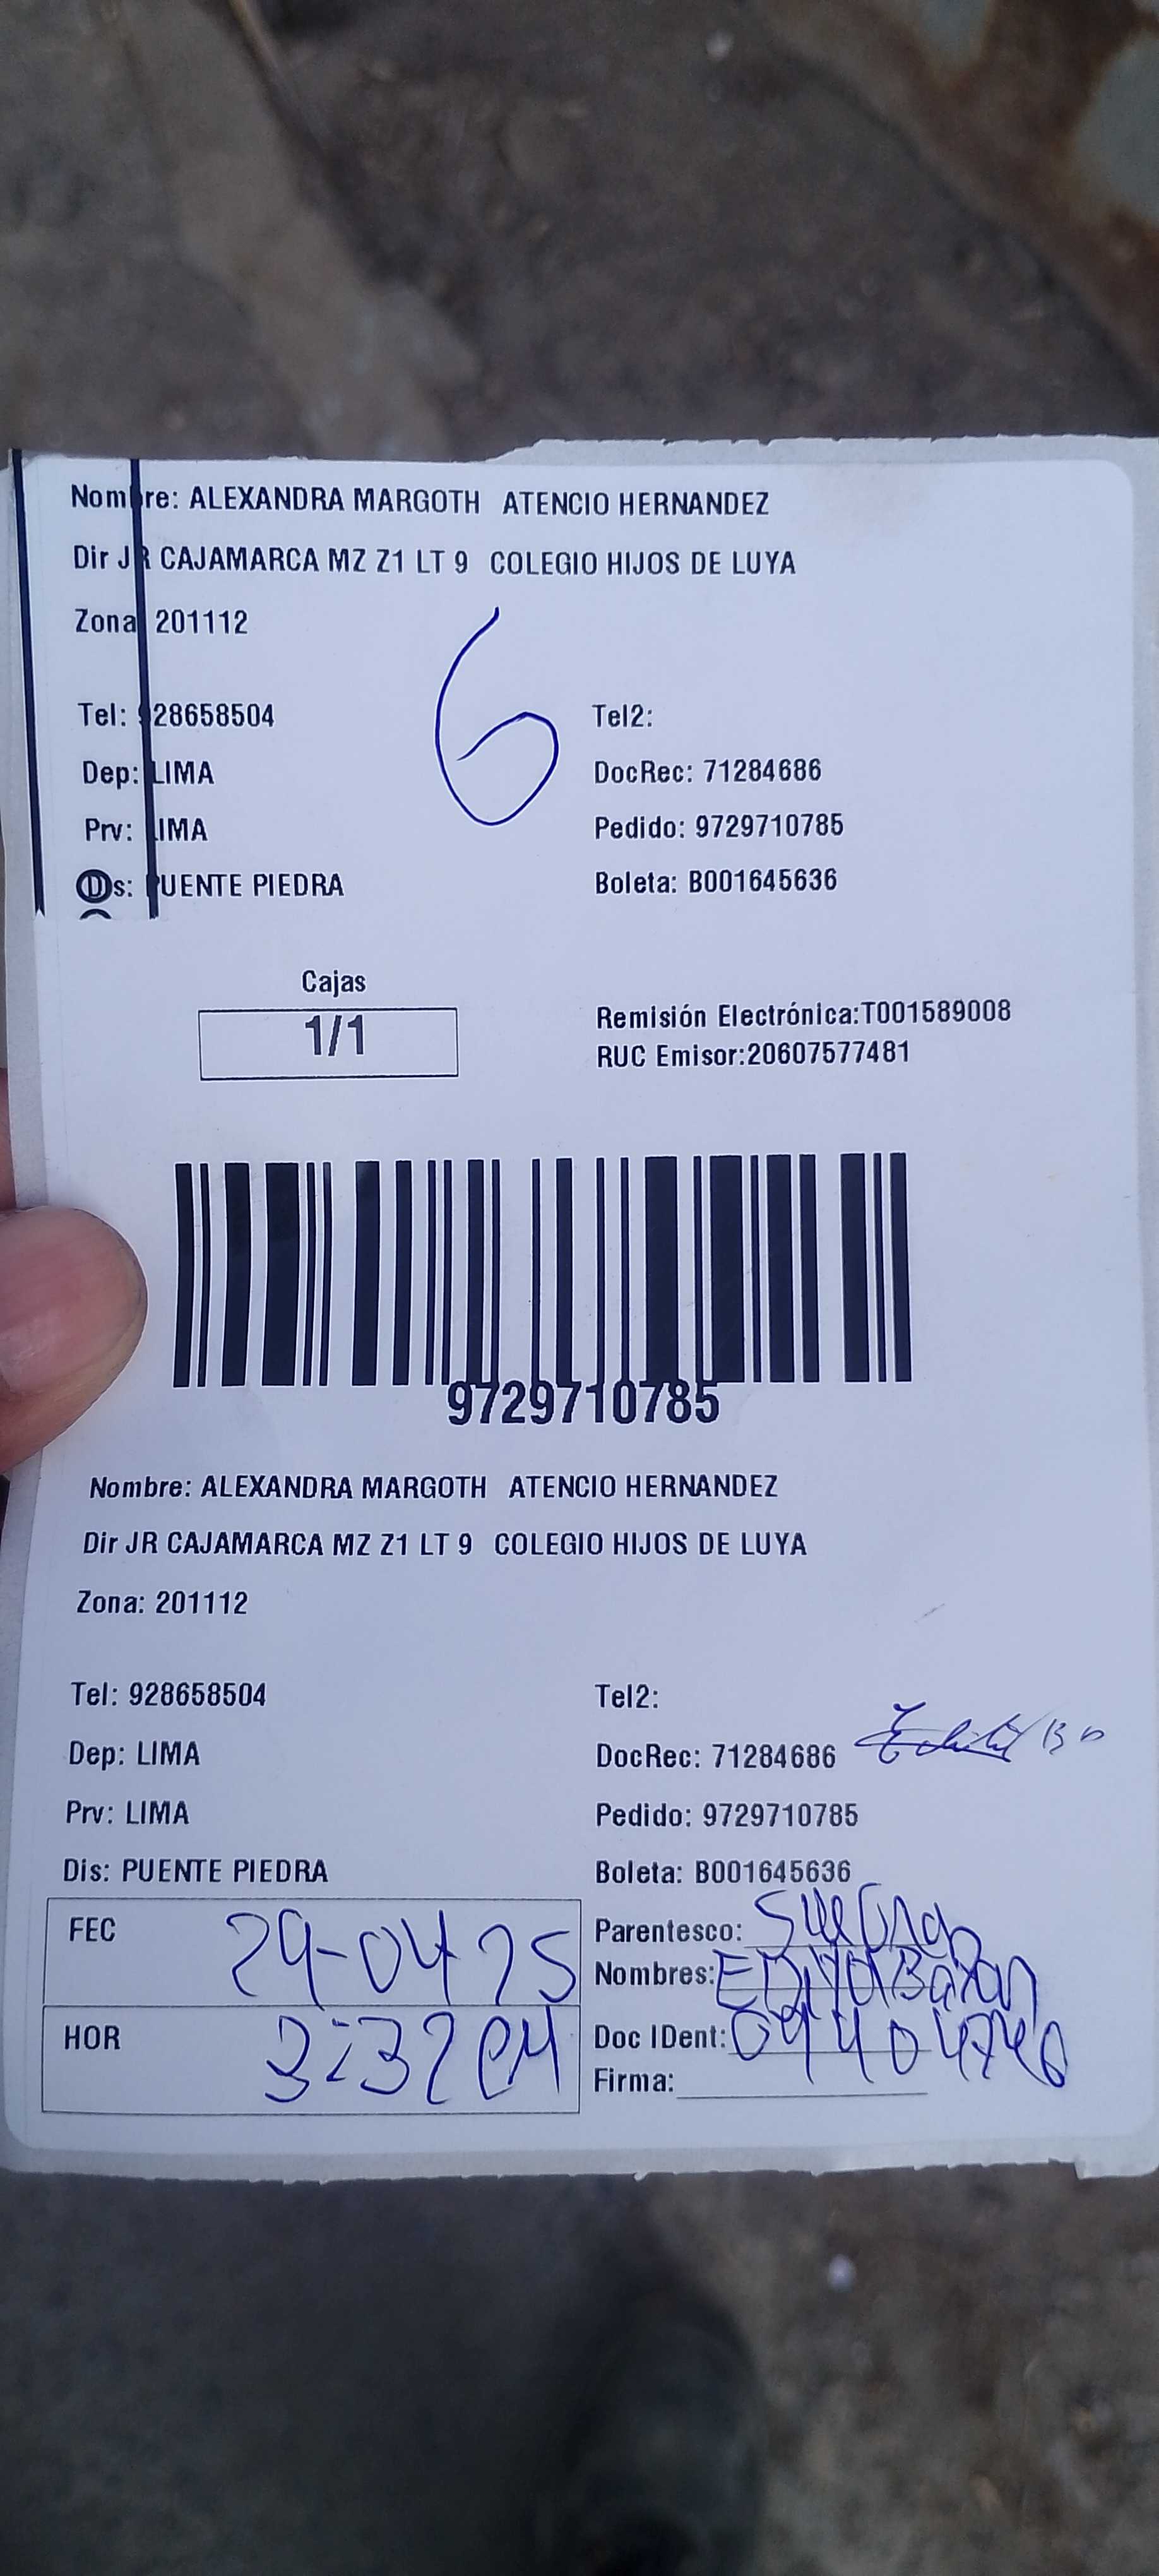 Nombre: ALEXANDRA MARGOTH ATENCIO HERNANDEZ
Dir JR CAJAMARCA MZ Z1 LT 9 COLEGIO HIJOS DE LUYA
Zona: 201112
6
Tel: 928658504 Tel2:
Dep: LIMA DocRec: 71284686
Prv: LIMA Pedido: 9729710785
Dis: PUENTE PIEDRA Boleta: B001645636
Cajas
1/1
Remisión Electrónica:T001589008
RUC Emisor:20607577481
9729710785
Nombre: ALEXANDRA MARGOTH ATENCIO HERNANDEZ
Dir JR CAJAMARCA MZ Z1 LT 9 COLEGIO HIJOS DE LUYA
Zona: 201112
Tel: 928658504 Tel2:
Dep: LIMA DocRec: 71284686
Prv: LIMA Pedido: 9729710785
Dis: PUENTE PIEDRA Boleta: B001645636
FEC 29-04 25
HOR 3:32 PM
Parentesco: Suegra
Nombres:
Doc IDent:
Firma: